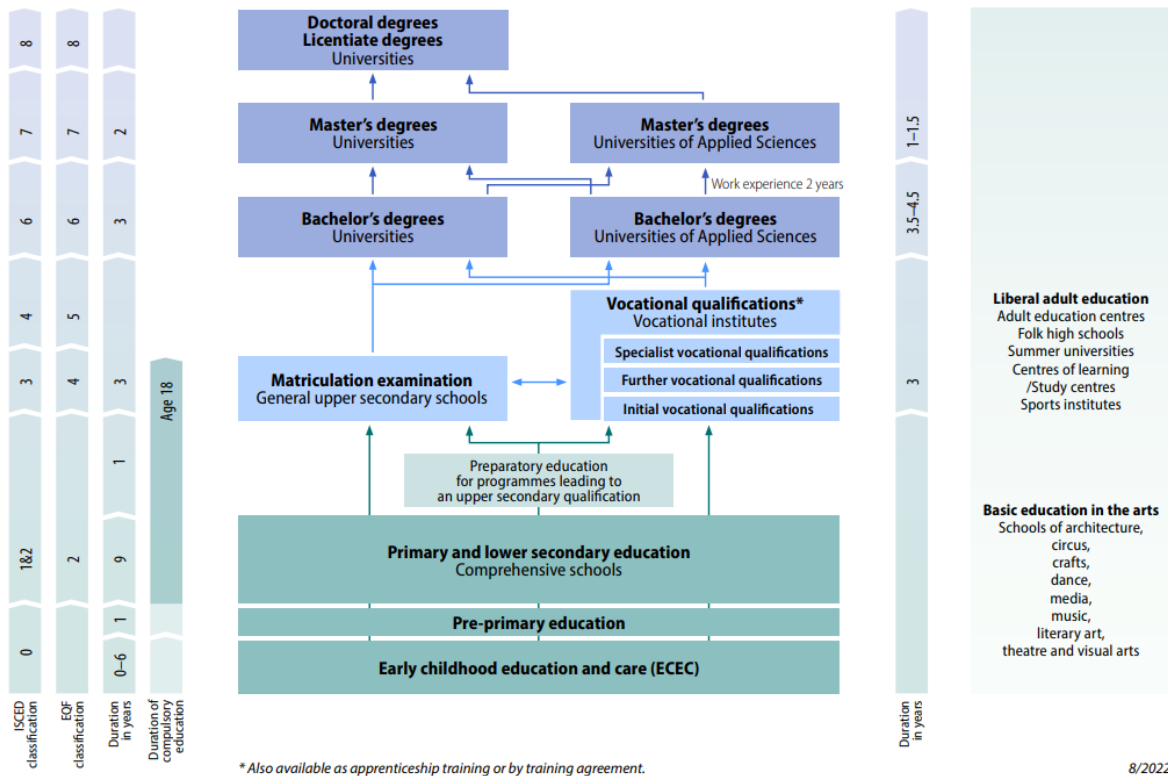 8
7
6
4
3
1&2
0
ISCED
classification
8
7
6
5
4
2
EQF
classification
2
3
3
1
9
1
0–6
Duration
in years
Age 18
Duration of
compulsory
education
Doctoral degrees
Licentiate degrees
Universities
Master's degrees
Universities
Master's degrees
Universities of Applied Sciences
Work experience 2 years
Bachelor's degrees
Universities
Bachelor's degrees
Universities of Applied Sciences
Vocational qualifications*
Vocational institutes
Specialist vocational qualifications
Further vocational qualifications
Initial vocational qualifications
Matriculation examination
General upper secondary schools
Preparatory education
for programmes leading to
an upper secondary qualification
Primary and lower secondary education
Comprehensive schools
Pre-primary education
Early childhood education and care (ECEC)
1–1.5
3.5–4.5
3
Duration
in years
Liberal adult education
Adult education centres
Folk high schools
Summer universities
Centres of learning
/Study centres
Sports institutes
Basic education in the arts
Schools of architecture,
circus,
crafts,
dance,
media,
music,
literary art,
theatre and visual arts
* Also available as apprenticeship training or by training agreement.
8/2022